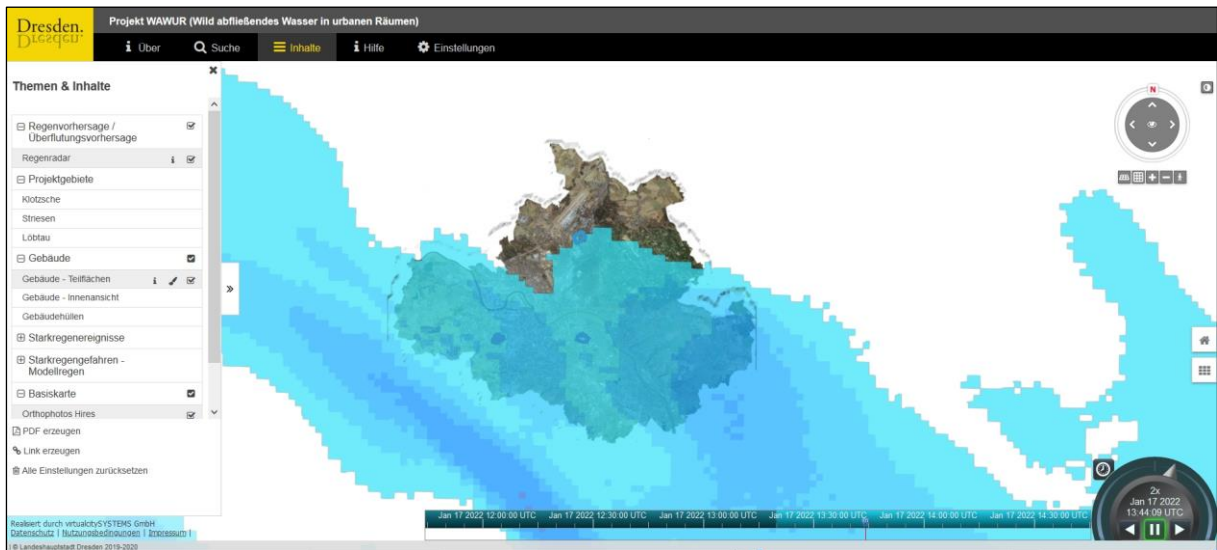 Dresden.
Dresden.
Projekt WAWUR (Wild abfließendes Wasser in urbanen Räumen)
Über
Suche
Inhalte
Hilfe
Einstellungen
Themen & Inhalte
Regenvorhersage /
Überflutungsvorhersage
Regenradar
Projektgebiete
Klotzsche
Striesen
Löbtau
Gebäude
Gebäude - Teilflächen
Gebäude - Innenansicht
Gebäudehüllen
Starkregenereignisse
Starkregengefahren -
Modellregen
Basiskarte
Orthophotos Hires
PDF erzeugen
Link erzeugen
Alle Einstellungen zurücksetzen
Realisiert durch virtualcitySYSTEMS GmbH
Datenschutz | Nutzungsbedingungen | Impressum |
| © Landeshauptstadt Dresden 2019-2020
N
Jan 17 2022 12:00:00 UTC Jan 17 2022 12:30:00 UTC Jan 17 2022 13:00:00 UTC Jan 17 2022 13:30:00 UTC Jan 17 2022 14:00:00 UTC Jan 17 2022 14:30:00 UTC
2x
Jan 17 2022
13:44:09 UTC